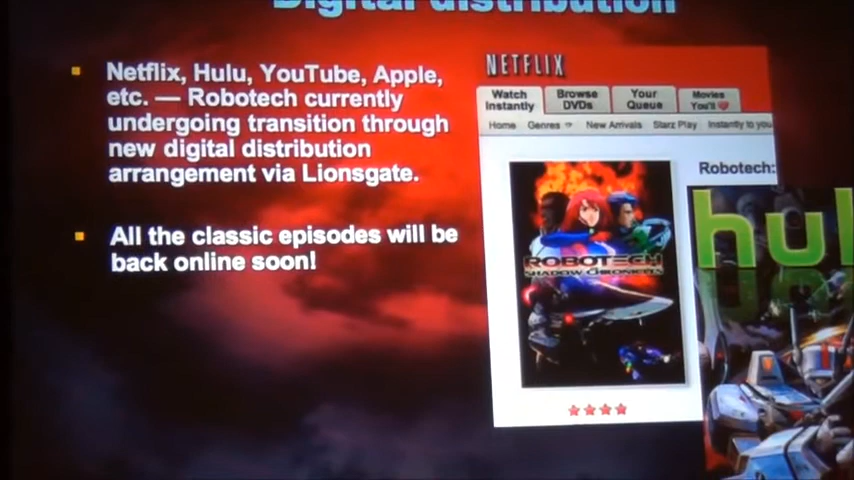 Digital distribution
Netflix, Hulu, YouTube, Apple,
etc. — Robotech currently
undergoing transition through
new digital distribution
arrangement via Lionsgate.
All the classic episodes will be
back online soon!
NETFLIX
Watch Instantly
Browse DVDs
Your Queue
Movies You'll
Home Genres New Arrivals Starz Play Instantly to you
Robotech:
ROBOTECH
SHADOW CHRONICLES
hul